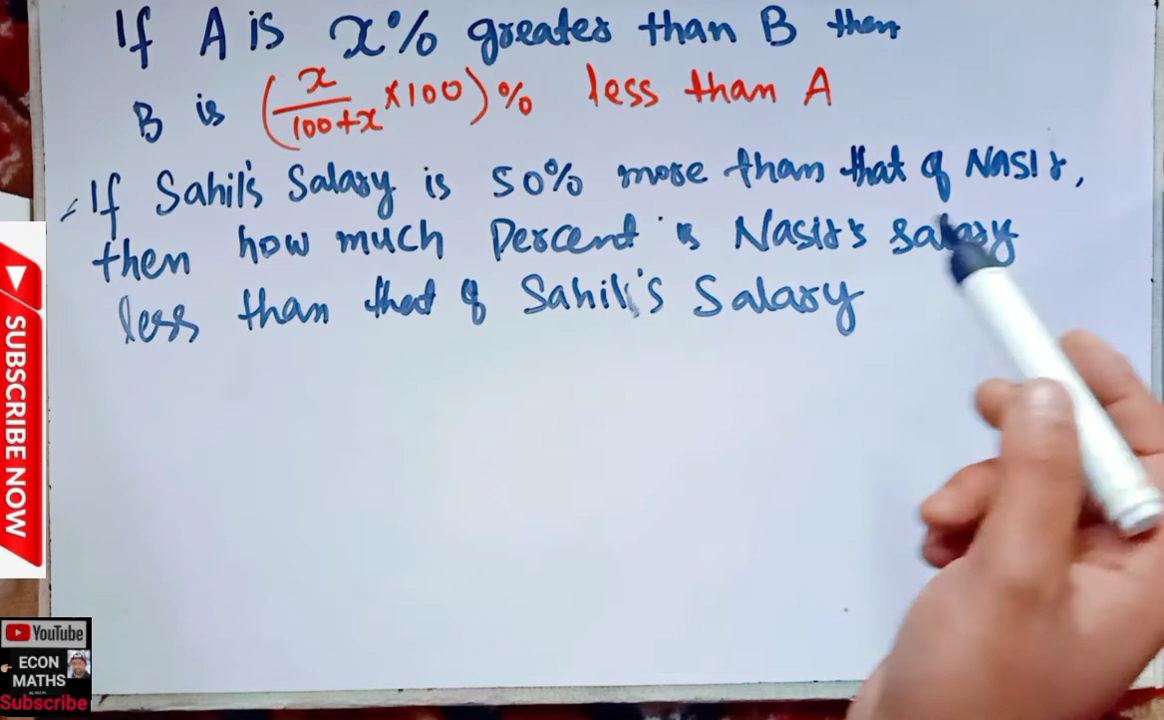 If A is x% greater than B then
B is (x/100+x ×100)% less than A
If Sahil's Salary is 50% more than that of NASIr,
then how much Percent is Nasir's salary
less than that of Sahil's Salary
SUBSCRIBE NOW
YouTube
ECON
MATHS
Subscribe